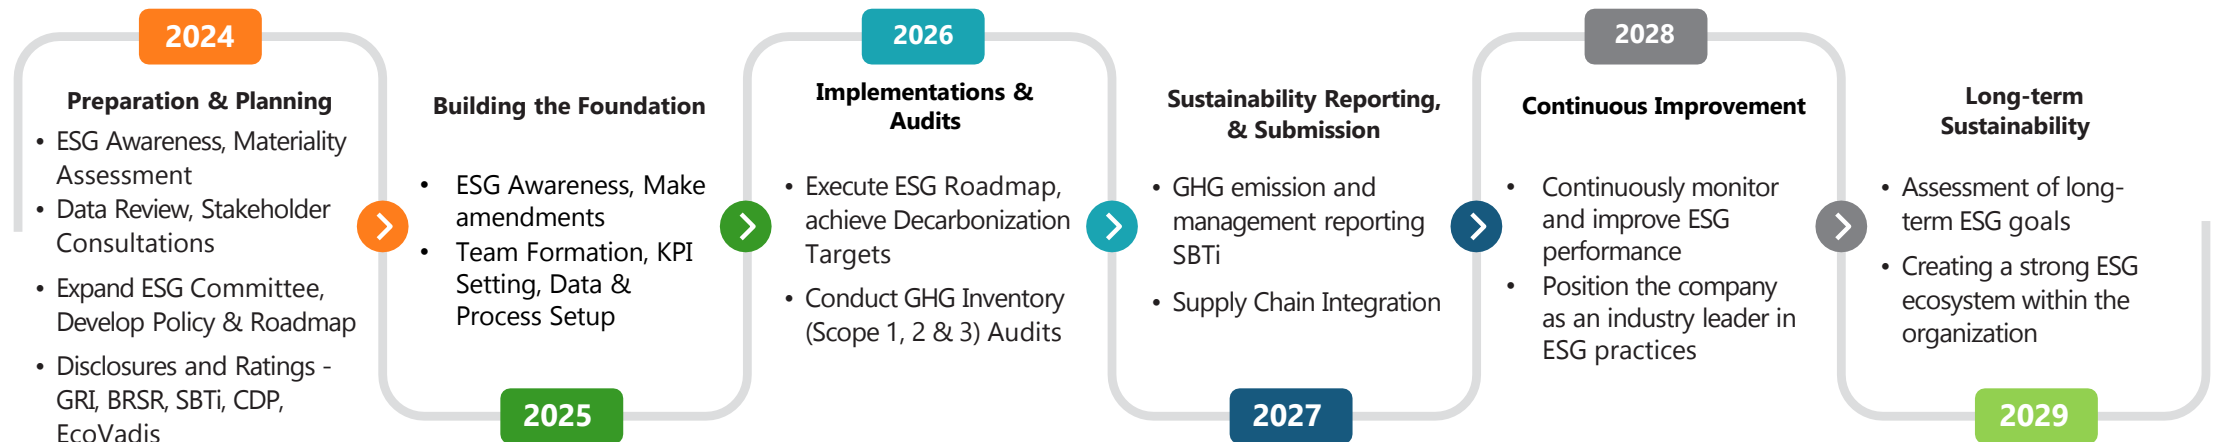 2024
Preparation & Planning
• ESG Awareness, Materiality
Assessment
• Data Review, Stakeholder
Consultations
• Expand ESG Committee,
Develop Policy & Roadmap
• Disclosures and Ratings -
GRI, BRSR, SBTi, CDP,
EcoVadis
Building the Foundation
• ESG Awareness, Make
amendments
• Team Formation, KPI
Setting, Data &
Process Setup
2025
2026
Implementations &
Audits
• Execute ESG Roadmap,
achieve Decarbonization
Targets
• Conduct GHG Inventory
(Scope 1, 2 & 3) Audits
Sustainability Reporting,
& Submission
• GHG emission and
management reporting
SBTi
• Supply Chain Integration
2027
2028
Continuous Improvement
• Continuously monitor
and improve ESG
performance
• Position the company
as an industry leader in
ESG practices
Long-term
Sustainability
• Assessment of long-
term ESG goals
• Creating a strong ESG
ecosystem within the
organization
2029